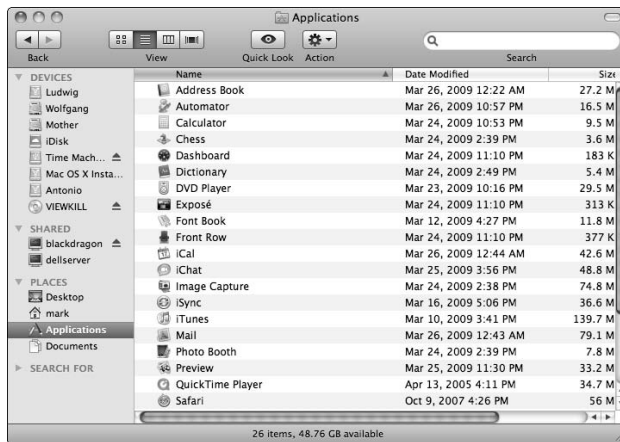 Applications
Back View Quick Look Action Search
Name Date Modified Size
DEVICES
Ludwig
Wolfgang
Mother
iDisk
Time Mach...
Mac OS X Insta...
Antonio
VIEWKILL
SHARED
blackdragon
dellserver
PLACES
Desktop
mark
Applications
Documents
SEARCH FOR
Address Book Mar 26, 2009 12:22 AM 27.2 M
Automator Mar 26, 2009 10:57 PM 16.5 M
Calculator Mar 24, 2009 10:53 PM 9.5 M
Chess Mar 24, 2009 2:39 PM 3.6 M
Dashboard Mar 24, 2009 11:10 PM 183 K
Dictionary Mar 24, 2009 2:49 PM 5.4 M
DVD Player Mar 23, 2009 10:16 PM 29.5 M
Exposé Mar 24, 2009 11:10 PM 313 K
Font Book Mar 12, 2009 4:27 PM 11.8 M
Front Row Mar 24, 2009 11:10 PM 377 K
iCal Mar 26, 2009 12:44 AM 42.6 M
iChat Mar 25, 2009 3:56 PM 48.8 M
Image Capture Mar 24, 2009 2:38 PM 74.8 M
iSync Mar 16, 2009 5:06 PM 36.6 M
iTunes Mar 10, 2009 3:41 PM 139.7 M
Mail Mar 26, 2009 12:43 AM 79.1 M
Photo Booth Mar 24, 2009 2:39 PM 7.8 M
Preview Mar 25, 2009 11:30 PM 33.2 M
QuickTime Player Apr 13, 2005 4:11 PM 34.7 M
Safari Oct 9, 2007 4:26 PM 56 M
26 items, 48.76 GB available